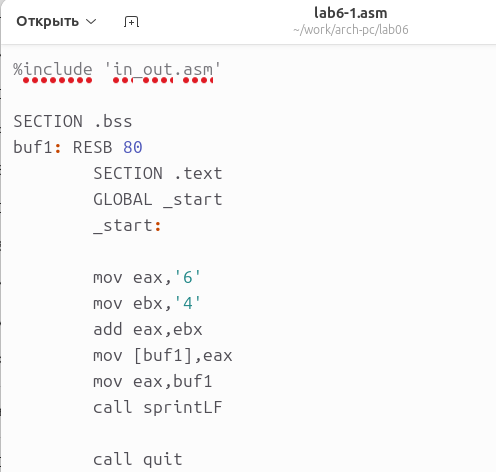 Открыть
lab6-1.asm
~/work/arch-pc/lab06
%include 'in_out.asm'
SECTION .bss
buf1: RESB 80
SECTION .text
GLOBAL _start
_start:
mov eax,'6'
mov ebx,'4'
add eax,ebx
mov [buf1],eax
mov eax,buf1
call sprintLF
call quit